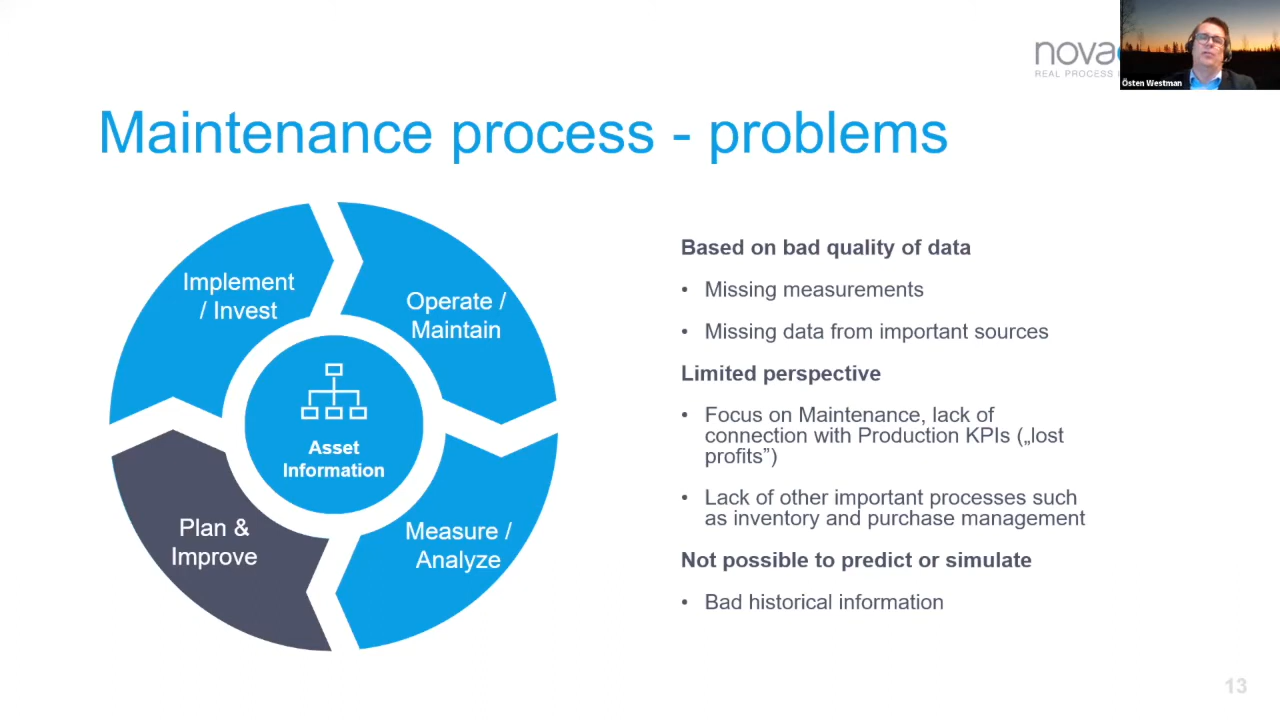 nova
REAL PROCESS
Östen Westman
Maintenance process - problems
Implement
/ Invest
Operate /
Maintain
Asset
Information
Plan &
Improve
Measure /
Analyze
Based on bad quality of data
• Missing measurements
• Missing data from important sources
Limited perspective
• Focus on Maintenance, lack of
connection with Production KPIs („lost
profits”)
• Lack of other important processes such
as inventory and purchase management
Not possible to predict or simulate
• Bad historical information
13